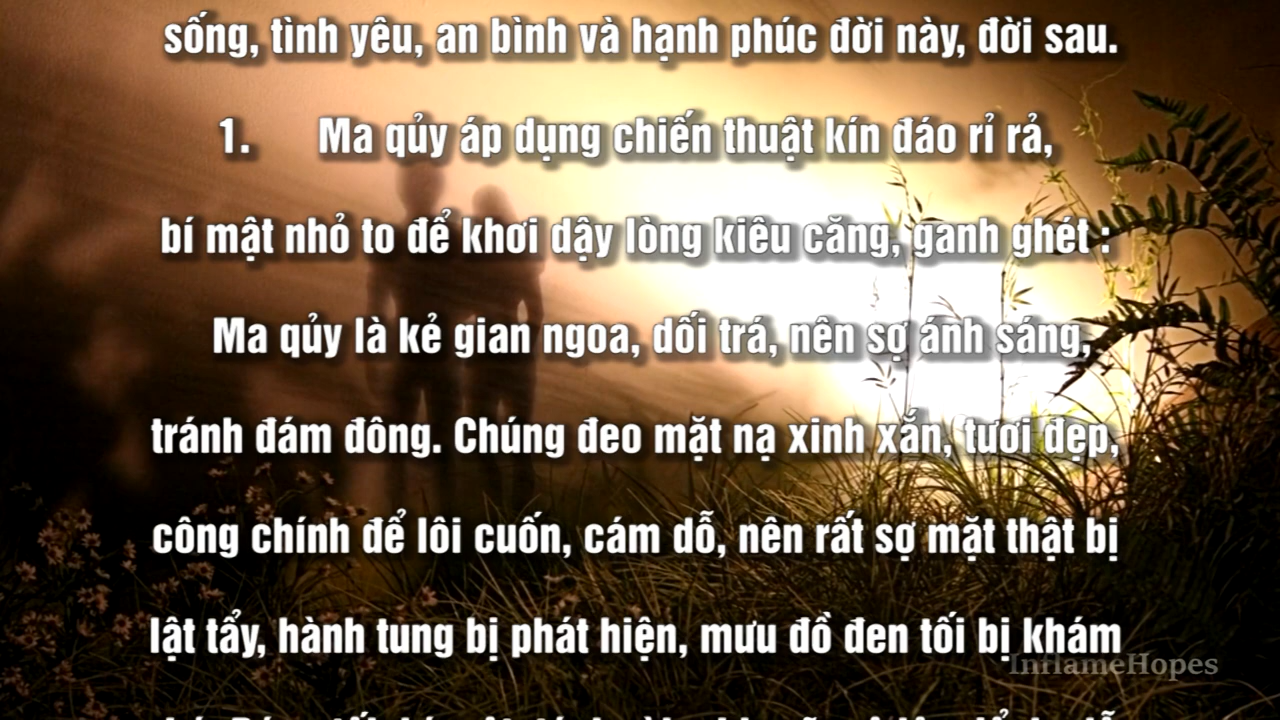 sống, tình yêu, an bình và hạnh phúc đời này, đời sau.
1. Ma qủy áp dụng chiến thuật kín đáo rỉ rả,
bí mật nhỏ to để khơi dậy lòng kiêu căng, ganh ghét :
Ma qủy là kẻ gian ngoa, dối trá, nên sợ ánh sáng,
tránh đám đông. Chúng đeo mặt nạ xinh xắn, tươi đẹp,
công chính để lôi cuốn, cám dỗ, nên rất sợ mặt thật bị
lật tẩy, hành tung bị phát hiện, mưu đồ đen tối bị khám
InflameHopes